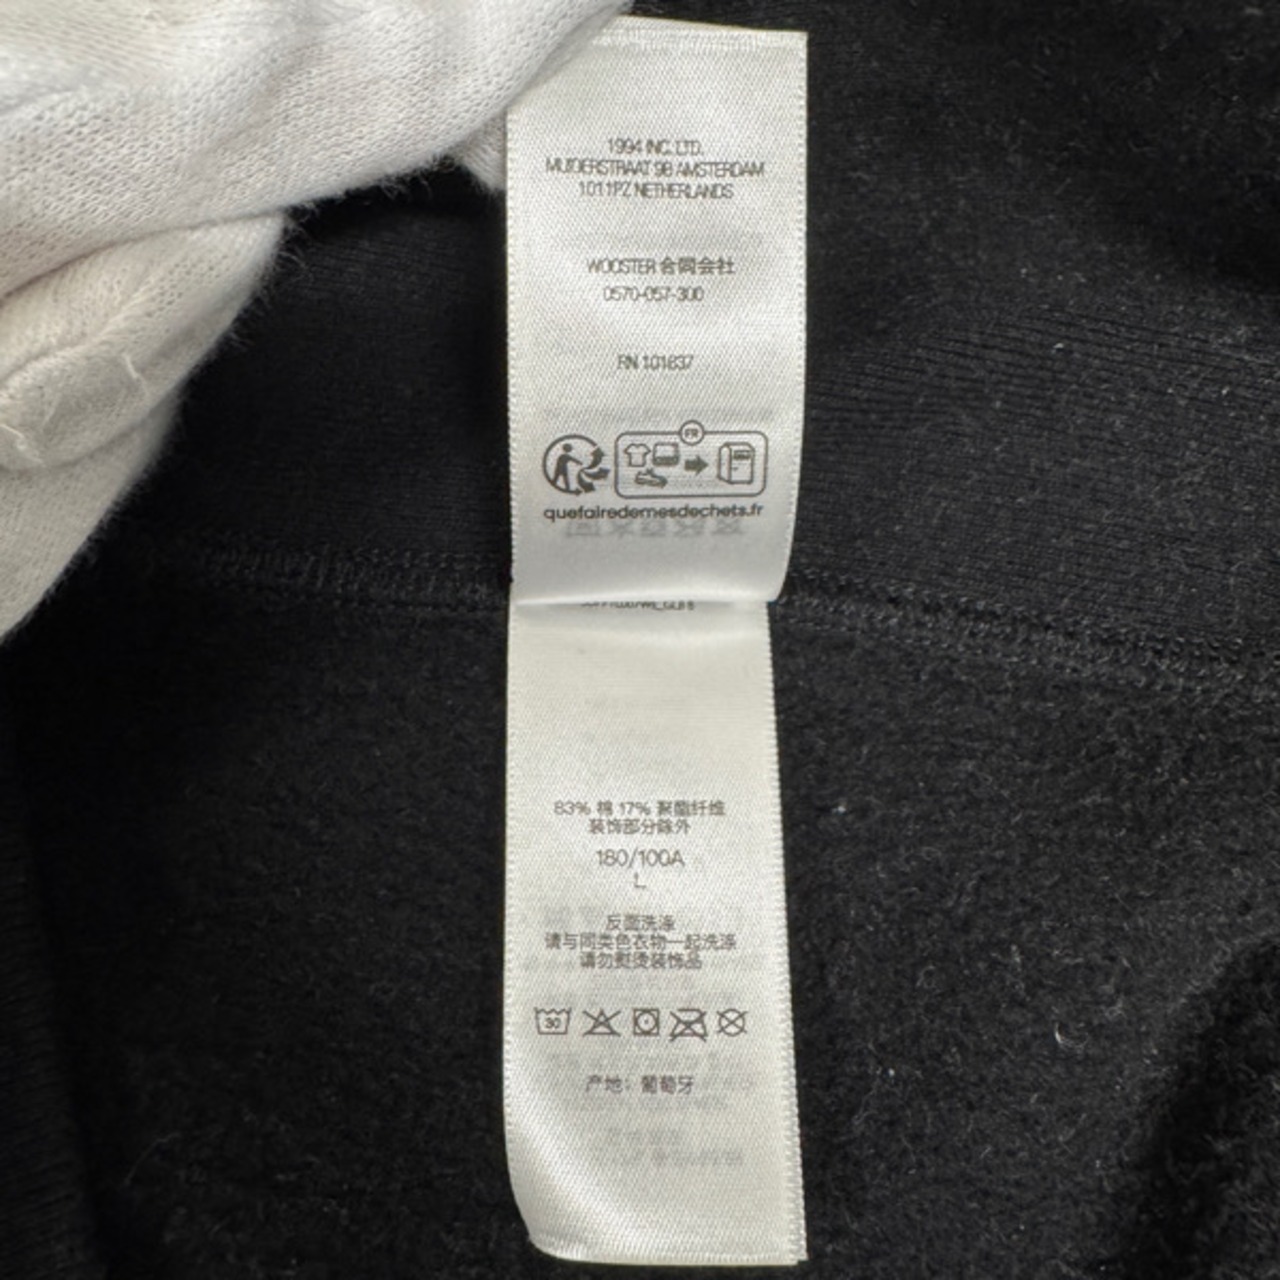 1994 INC. LTD.
MUIDERSTRAAT 9B AMSTERDAM
1011PZ NETHERLANDS
WOOSTER 合同会社
0570-057-300
RN 101837
FR
quefairedemesdechets.fr
83% 棉 17% 聚酯纤维
装饰部分除外
180/100A
L
反面洗涤
请与同类色衣物一起洗涤
请勿熨烫装饰品
30
产地：葡萄牙